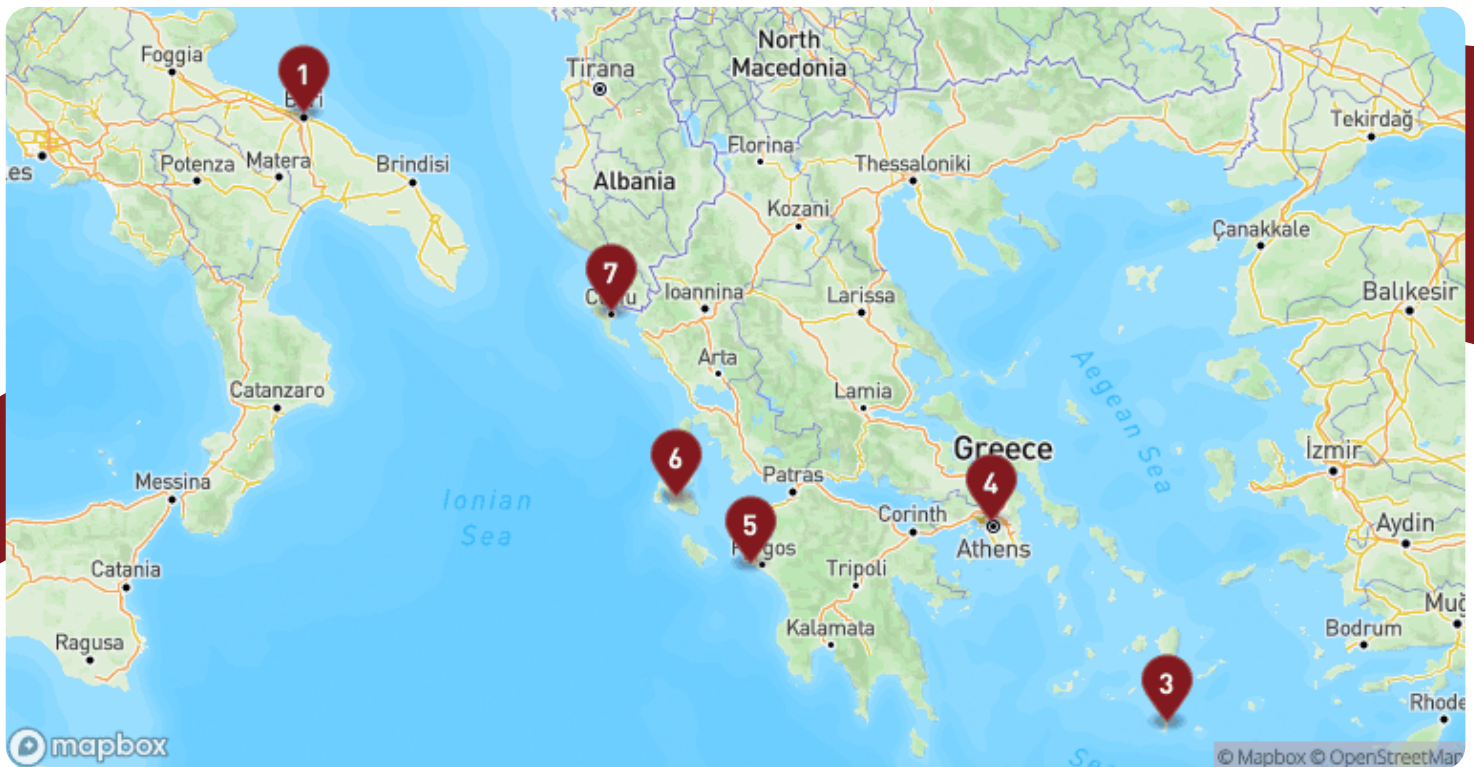 Foggia
1
North
Macedonia
Tirana
Tekirdağ
Potenza
Matera
Brindisi
Florina
Thessaloniki
Albania
Kozani
Çanakkale
7
Ioannina
Larissa
Balıkesir
Arta
Catanzaro
Lamia
Aegean Sea
Greece
6
İzmir
Messina
Patras
4
Ionian
Sea
5
Corinth
Athens
Aydin
Catania
Tripoli
Ragusa
Kalamata
Bodrum
3
mapbox
© Mapbox © OpenStreetMap